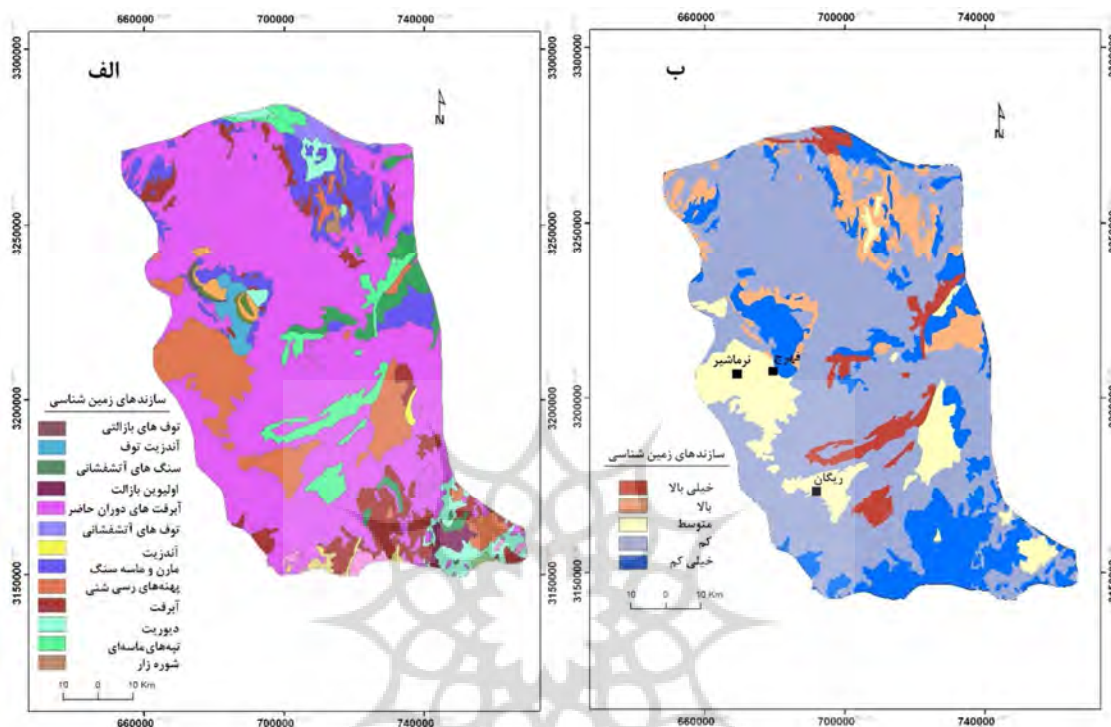 660000 700000 740000
الف
N
3300000
3250000
3200000
3150000
سازندهای زمین شناسی
توف های بازالتی
آندزیت توف
سنگ های آتشفشانی
اولیوین بازالت
آبرفت های دوران حاضر
توف های آتشفشانی
آندزیت
مارن و ماسه سنگ
پهنه‌های رسی شنی
آبرفت
دیوریت
تپه‌های ماسه‌ای
شوره زار
10 0 10 Km
660000 700000 740000
660000 700000 740000
ب
N
3300000
3250000
3200000
3150000
نرماشیر
فهرج
ریگان
سازندهای زمین شناسی
خیلی بالا
بالا
متوسط
کم
خیلی کم
10 0 10 Km
660000 700000 740000